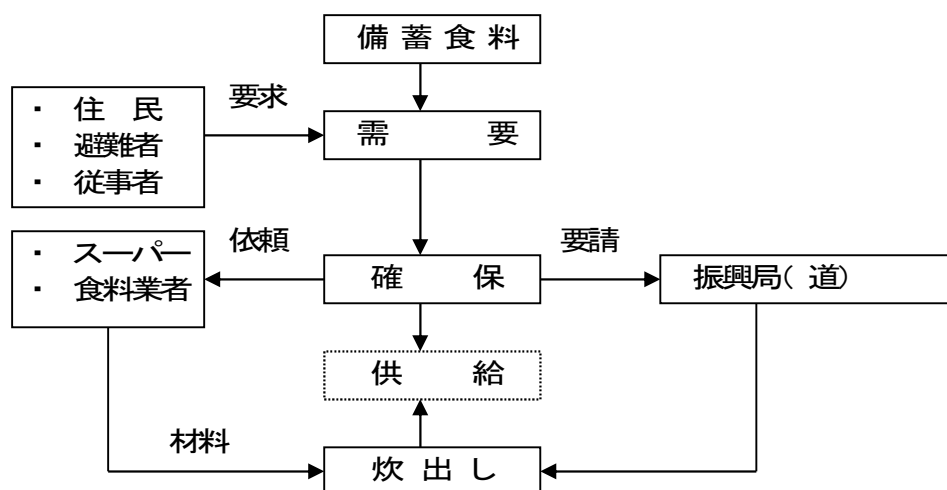 備蓄食料
・ 住　民
・ 避難者
・ 従事者
要求
需　　要
・ スーパー
・ 食料業者
依頼
確　　保
要請
振興局(　道)
供　　給
材料
炊 出 し